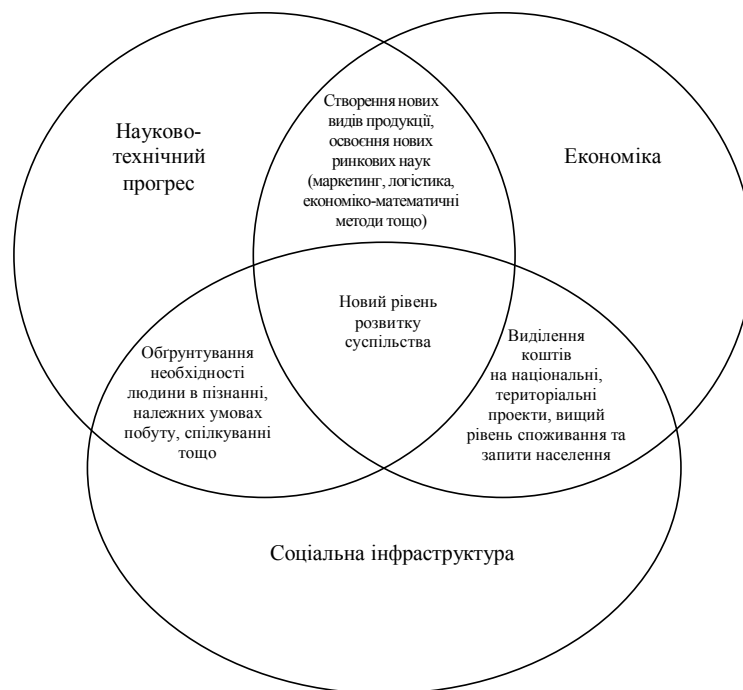 Науково-
технічний
прогрес
Створення нових
видів продукції,
освоєння нових
ринкових наук
(маркетинг, логістика,
економіко-математичні
методи тощо)
Економіка
Новий рівень
розвитку
суспільства
Обґрунтування
необхідності
людини в пізнанні,
належних умовах
побуту, спілкуванні
тощо
Виділення
коштів
на національні,
територіальні
проекти, вищий
рівень споживання та
запити населення
Соціальна інфраструктура